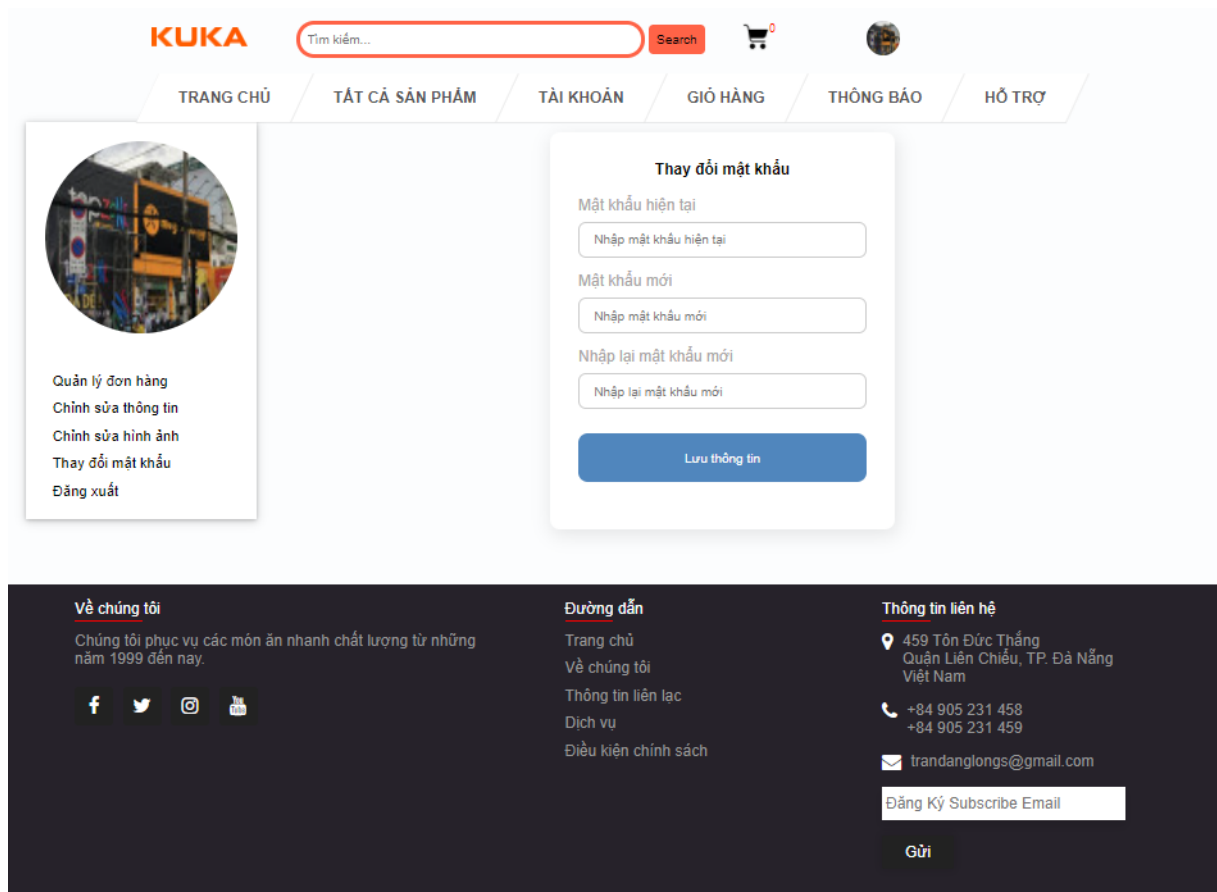 KUKA
Tìm kiếm...
Search
0
TRANG CHỦ
TẤT CẢ SẢN PHẨM
TÀI KHOẢN
GIỎ HÀNG
THÔNG BÁO
HỖ TRỢ
Quản lý đơn hàng
Chỉnh sửa thông tin
Chỉnh sửa hình ảnh
Thay đổi mật khẩu
Đăng xuất
Thay đổi mật khẩu
Mật khẩu hiện tại
Nhập mật khẩu hiện tại
Mật khẩu mới
Nhập mật khẩu mới
Nhập lại mật khẩu mới
Nhập lại mật khẩu mới
Lưu thông tin
Về chúng tôi
Chúng tôi phục vụ các món ăn nhanh chất lượng từ những
năm 1999 đến nay.
You
Tube
Đường dẫn
Trang chủ
Về chúng tôi
Thông tin liên lạc
Dịch vụ
Điều kiện chính sách
Thông tin liên hệ
459 Tôn Đức Thắng
Quận Liên Chiểu, TP. Đà Nẵng
Việt Nam
+84 905 231 458
+84 905 231 459
trandanglongs@gmail.com
Đăng Ký Subscribe Email
Gửi